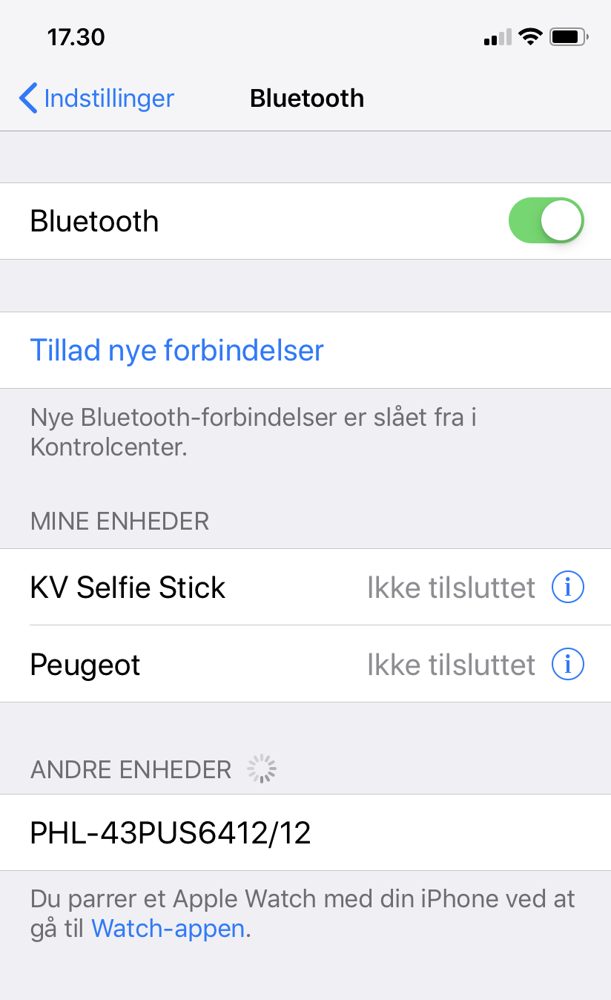 17.30
Indstillinger
Bluetooth
Bluetooth
Tillad nye forbindelser
Nye Bluetooth-forbindelser er slået fra i
Kontrolcenter.
MINE ENHEDER
KV Selfie Stick Ikke tilsluttet
Peugeot Ikke tilsluttet
ANDRE ENHEDER
PHL-43PUS6412/12
Du parrer et Apple Watch med din iPhone ved at
gå til Watch-appen.